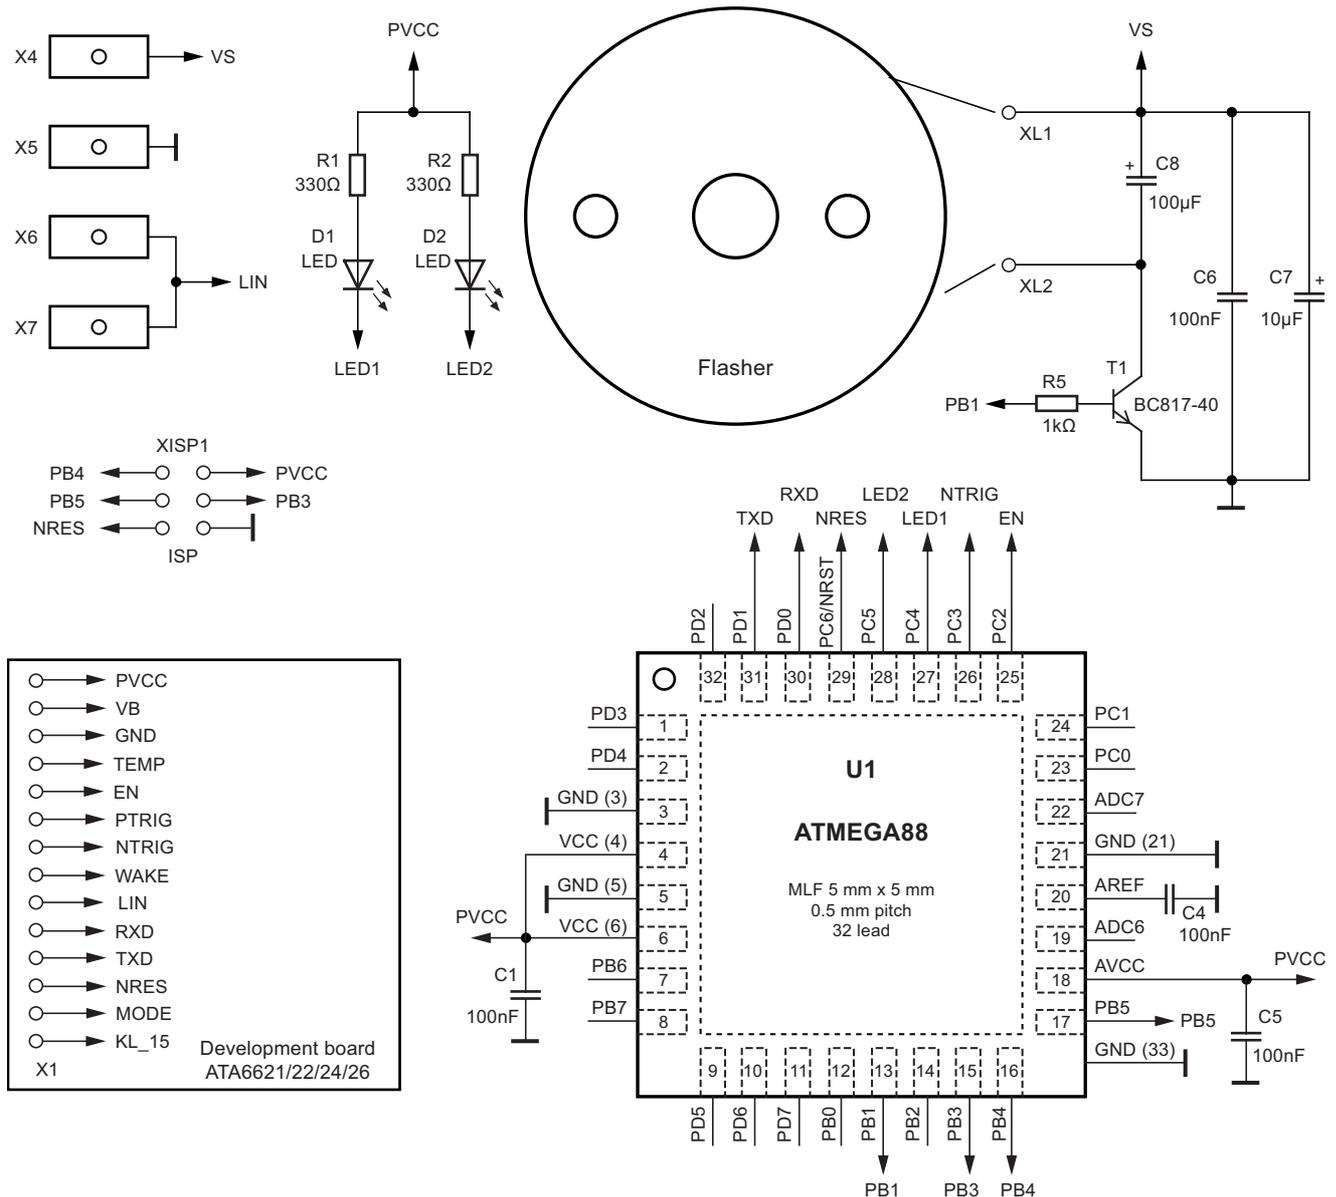 X4
VS
X5
X6
LIN
X7
PVCC
R1
330Ω
R2
330Ω
D1
LED
D2
LED
LED1
LED2
Flasher
VS
XL1
+
C8
100µF
XL2
C6
100nF
C7
+
10µF
T1
R5
PB1
BC817-40
1kΩ
XISP1
PB4
PVCC
PB5
PB3
NRES
ISP
RXD
LED2
NTRIG
TXD
NRES
LED1
EN
PD2
PD1
PD0
PC6/NRST
PC5
PC4
PC3
PC2
32
31
30
29
28
27
26
25
PD3
1
PD4
2
GND (3)
3
VCC (4)
4
GND (5)
5
PVCC
VCC (6)
6
C1
100nF
PB6
7
PB7
8
U1
ATMEGA88
MLF 5 mm x 5 mm
0.5 mm pitch
32 lead
24
PC1
23
PC0
22
ADC7
21
GND (21)
20
AREF
C4
100nF
19
ADC6
18
AVCC
PVCC
17
PB5
PB5
C5
100nF
GND (33)
9
10
11
12
13
14
15
16
PD5
PD6
PD7
PB0
PB1
PB2
PB3
PB4
PB1
PB3
PB4
PVCC
VB
GND
TEMP
EN
PTRIG
NTRIG
WAKE
LIN
RXD
TXD
NRES
MODE
KL_15
X1
Development board
ATA6621/22/24/26